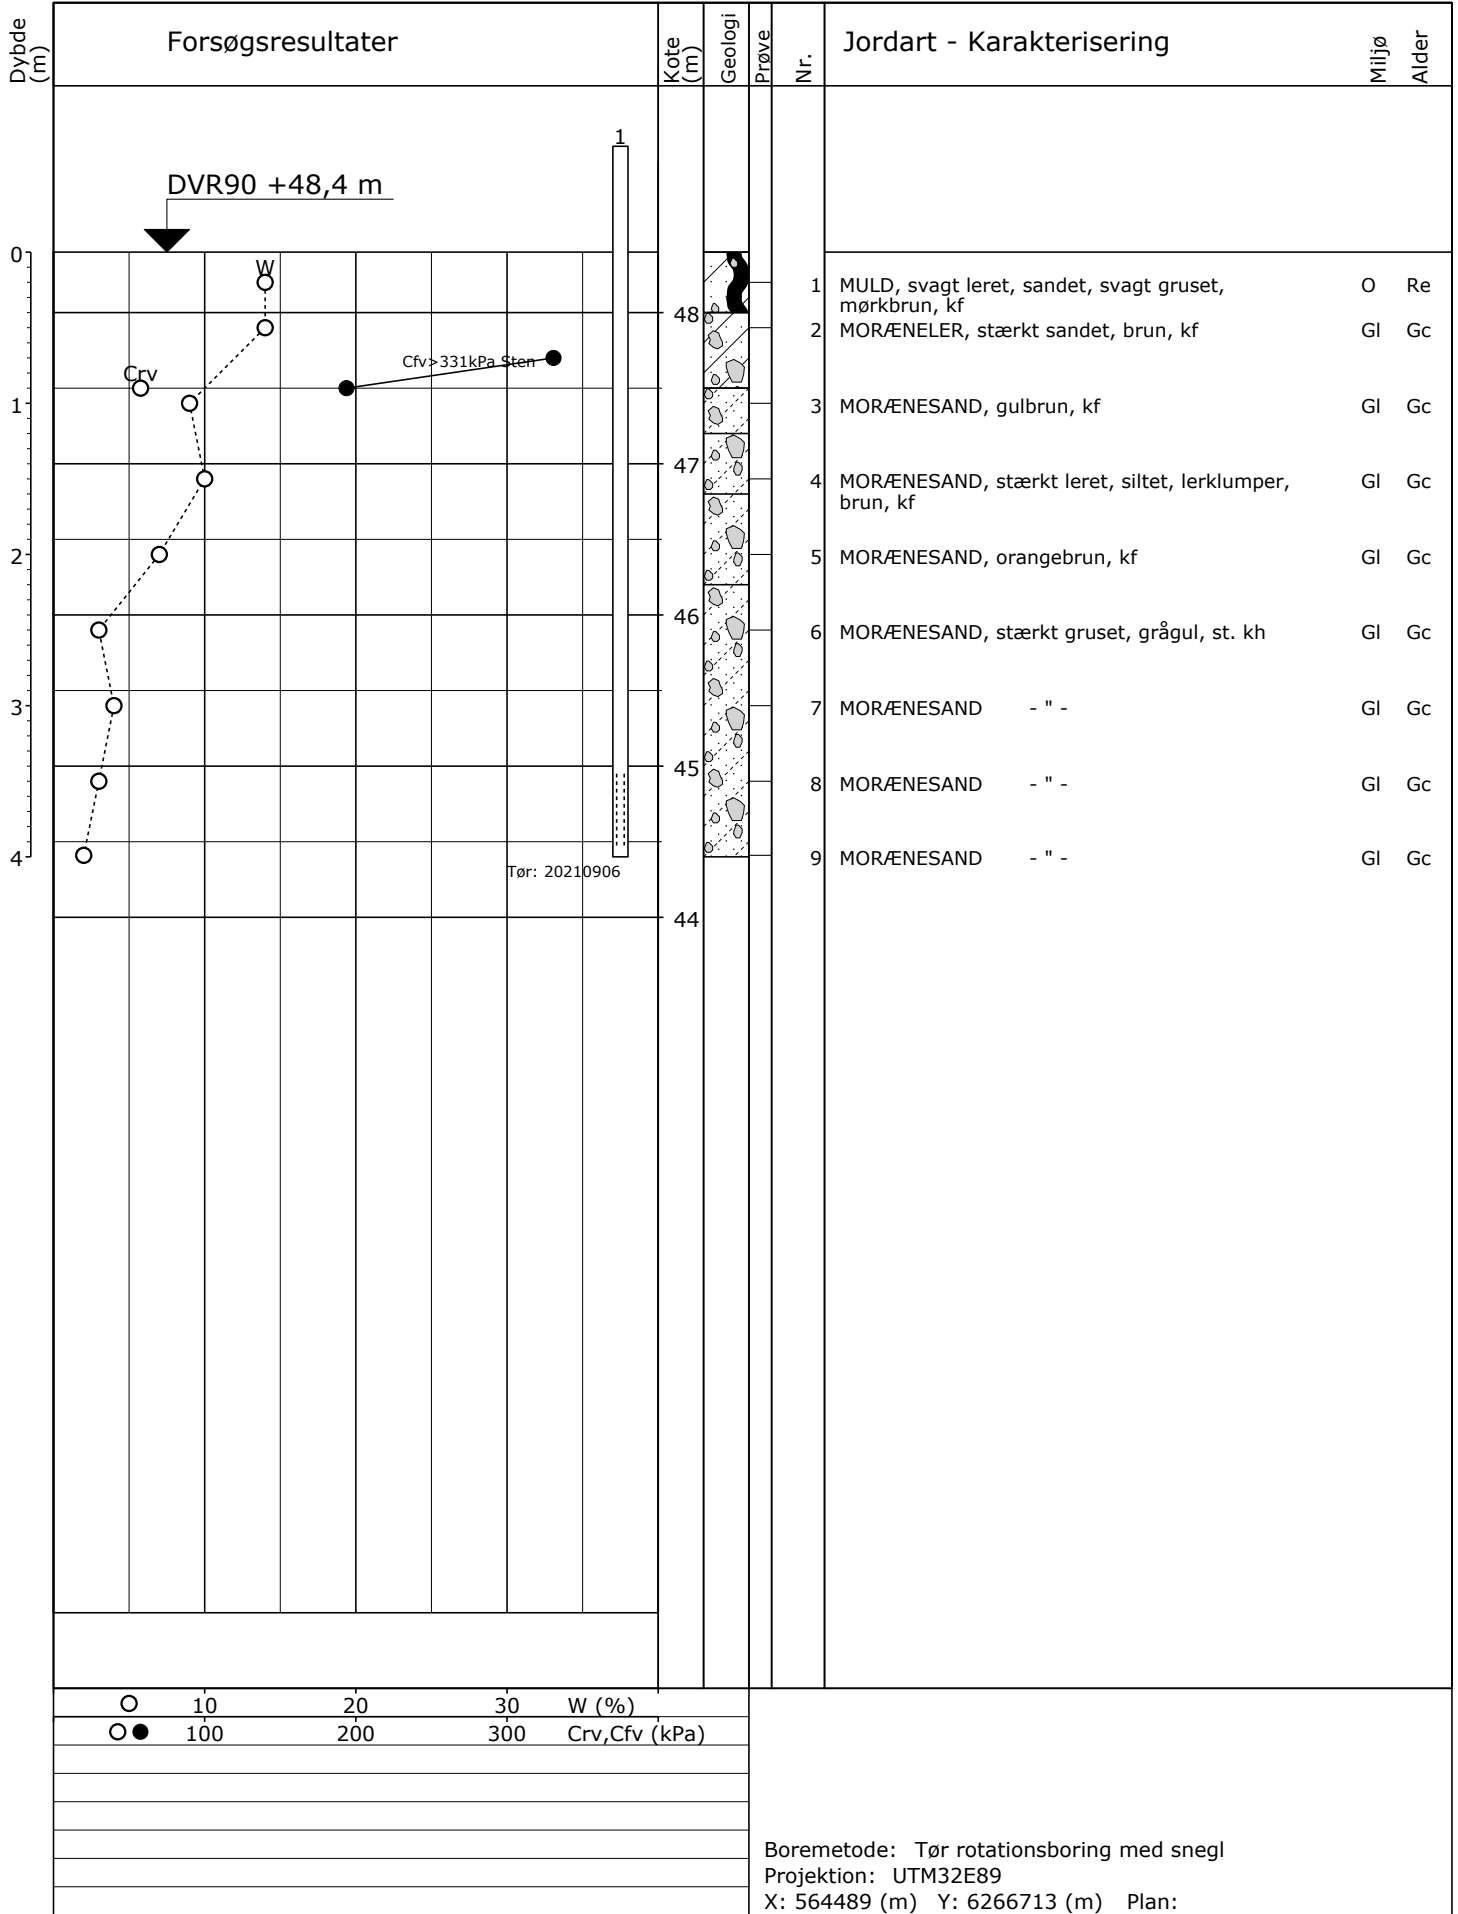 Dybde (m)
Forsøgsresultater
Kote (m)
Geologi
Prøve
Nr.
Jordart - Karakterisering
Miljø
Alder
1
DVR90 +48,4 m
0
W
1 MULD, svagt leret, sandet, svagt gruset, O Re
mørkbrun, kf
48
2 MORÆNELER, stærkt sandet, brun, kf Gl Gc
Cfv>331kPa Sten
Crv
1
3 MORÆNESAND, gulbrun, kf Gl Gc
47
4 MORÆNESAND, stærkt leret, siltet, lerklumper, Gl Gc
brun, kf
2
5 MORÆNESAND, orangebrun, kf Gl Gc
46
6 MORÆNESAND, stærkt gruset, grågul, st. kh Gl Gc
3
7 MORÆNESAND - " - Gl Gc
45
8 MORÆNESAND - " - Gl Gc
4
9 MORÆNESAND - " - Gl Gc
Tør: 20210906
44
10 20 30 W (%)
100 200 300 Crv,Cfv (kPa)
Boremetode: Tør rotationsboring med snegl
Projektion: UTM32E89
X: 564489 (m) Y: 6266713 (m) Plan: